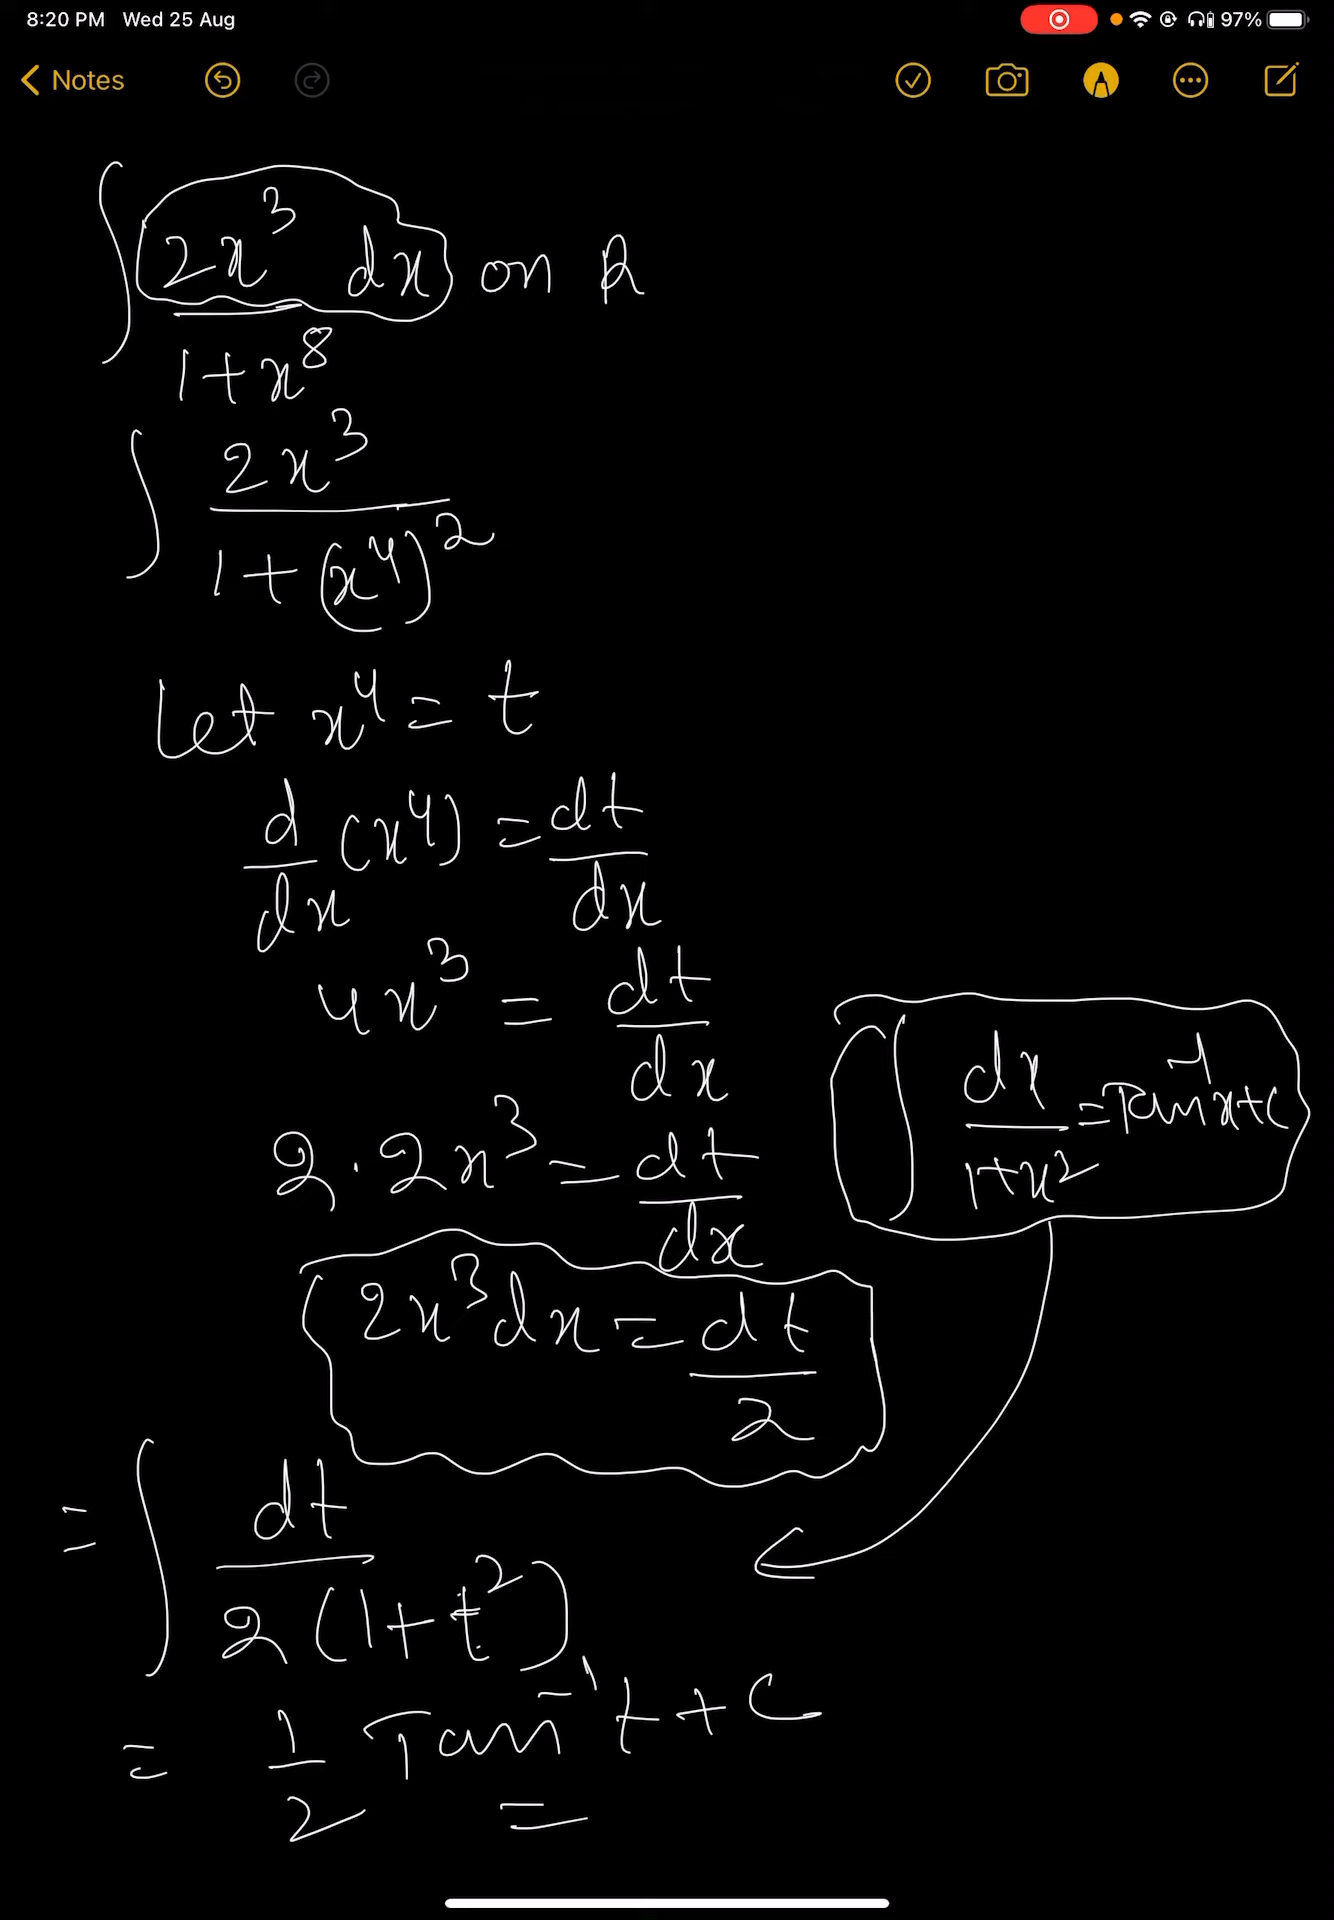 8:20 PM Wed 25 Aug 97%
Notes
∫ 2x³ dx on R
1+x⁸
∫ 2x³
1+(x⁴)²
Let x⁴ = t
d/dx (x⁴) = dt/dx
4x³ = dt/dx
∫ dx/1+x² = Tan⁻¹x+c
2·2x³ = dt/dx
2x³dx = dt/2
= ∫ dt/2(1+t²)
= 1/2 Tan⁻¹t+c